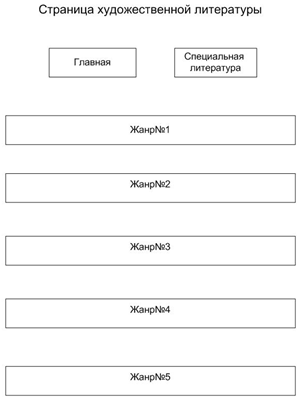 Страница художественной литературы
Главная
Специальная
литература
Жанр№1
Жанр№2
Жанр№3
Жанр№4
Жанр№5